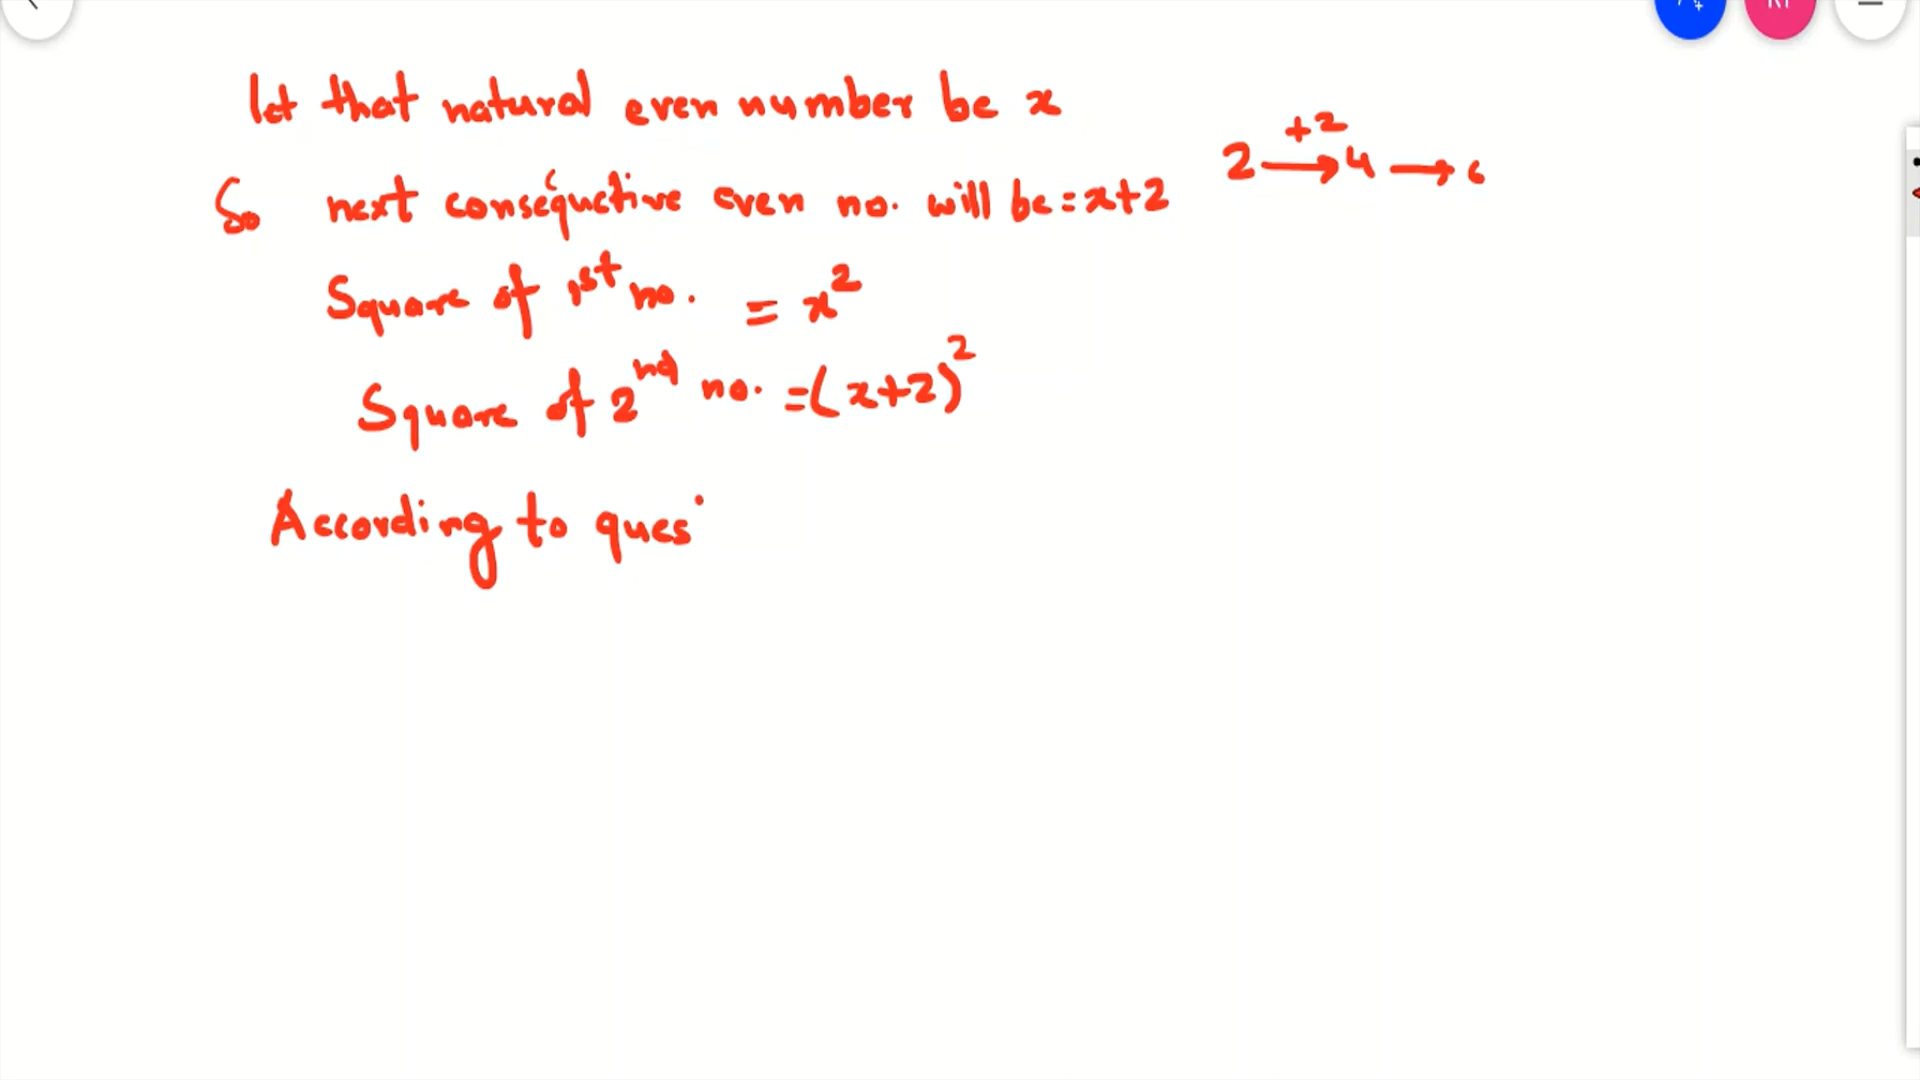 let that natural even number be x
So next consequctive even no. will be = x+2
+2
2 → 4 → 6
Square of 1st no. = x²
Square of 2nd no. = (x+2)²
According to ques